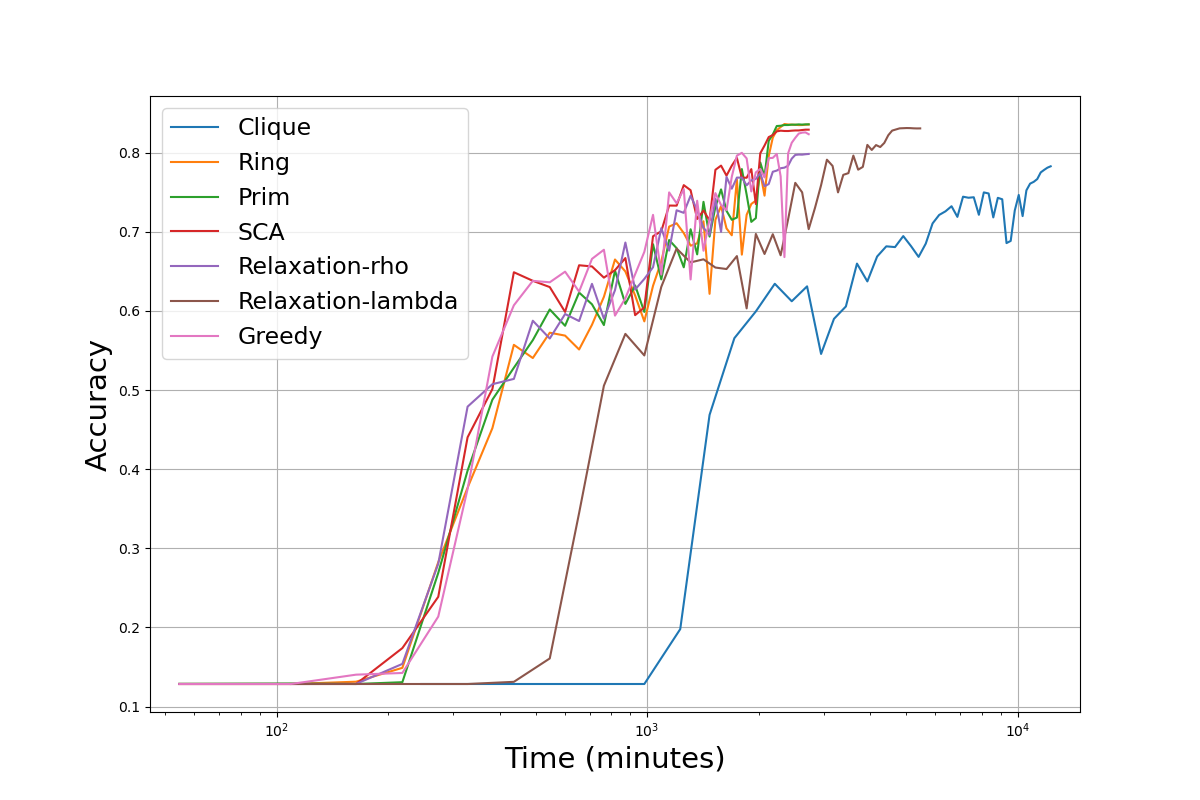 Clique
Ring
Prim
SCA
Relaxation-rho
Relaxation-lambda
Greedy
Accuracy
0.8
0.7
0.6
0.5
0.4
0.3
0.2
0.1
10²
10³
10⁴
Time (minutes)